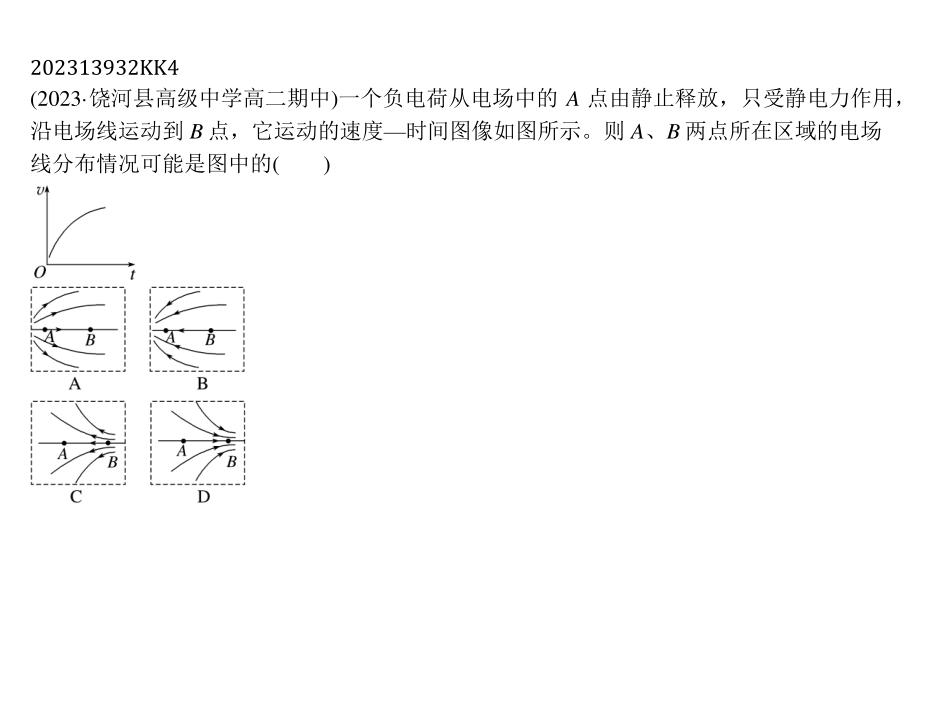 202313932KK4
(2023·饶河县高级中学高二期中)一个负电荷从电场中的 A 点由静止释放，只受静电力作用，
沿电场线运动到 B 点，它运动的速度—时间图像如图所示。则 A、B 两点所在区域的电场
线分布情况可能是图中的(　　)
v
O t
A B A B
A B
A B A B
C D